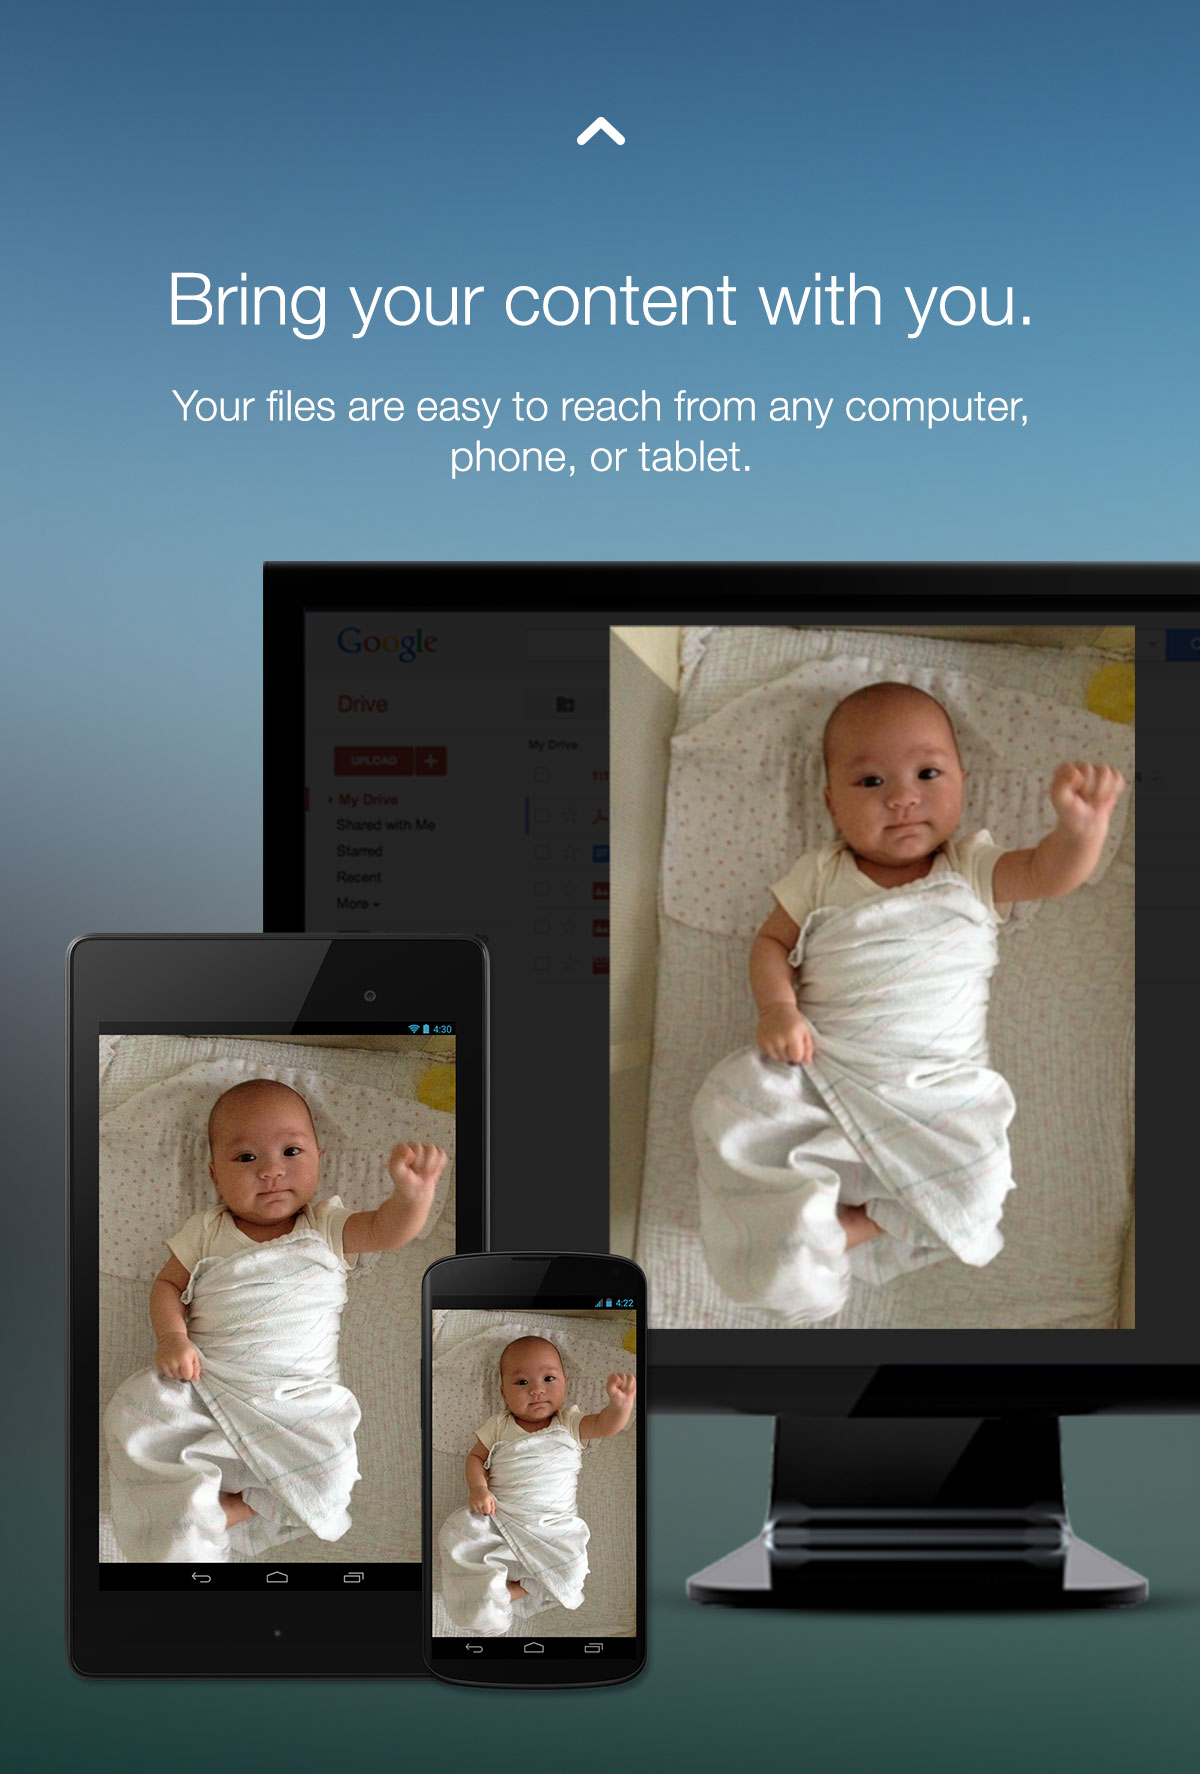 Bring your content with you.
Your files are easy to reach from any computer,
phone, or tablet.
Google
Drive
UPLOAD +
My Drive
Shared with Me
Starred
Recent
More
My Drive
TIT
4:30
4:22